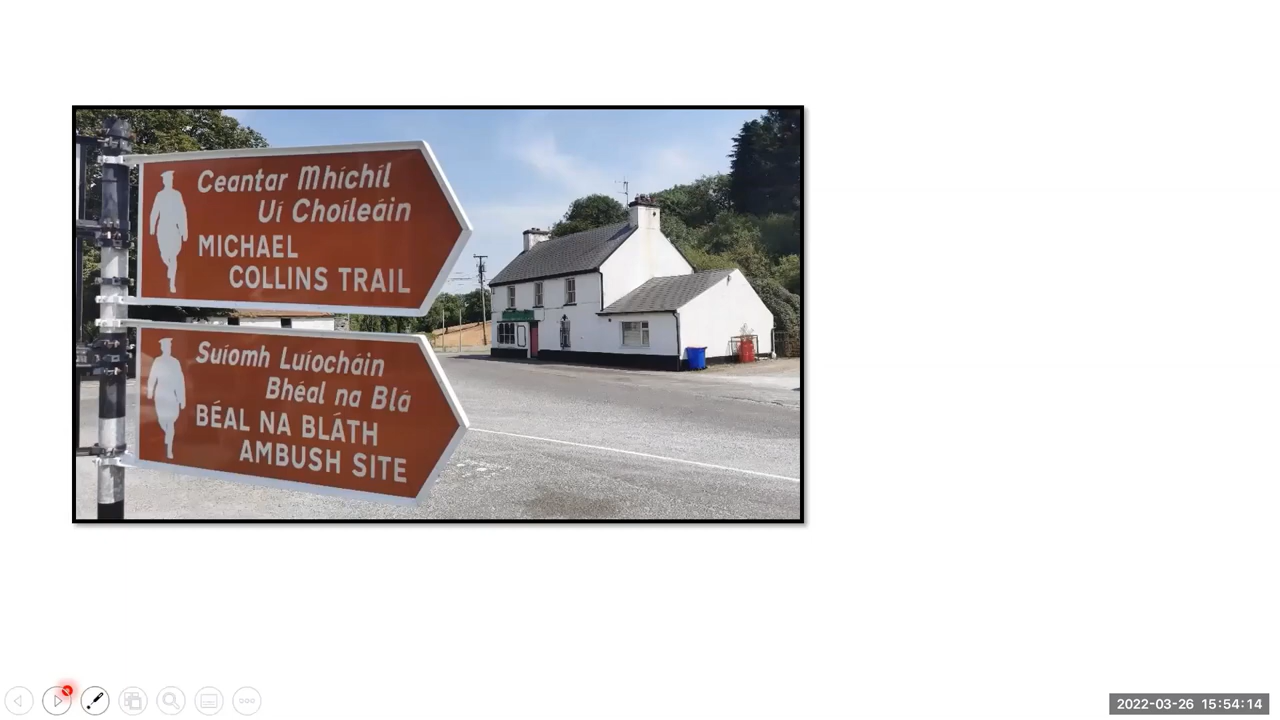 Ceantar Mhíchíl
Uí Choíleáin
MICHAEL
COLLINS TRAIL
Suíomh Luíocháin
Bhéal na Blá
BÉAL NA BLÁTH
AMBUSH SITE
2022-03-26 15:54:14